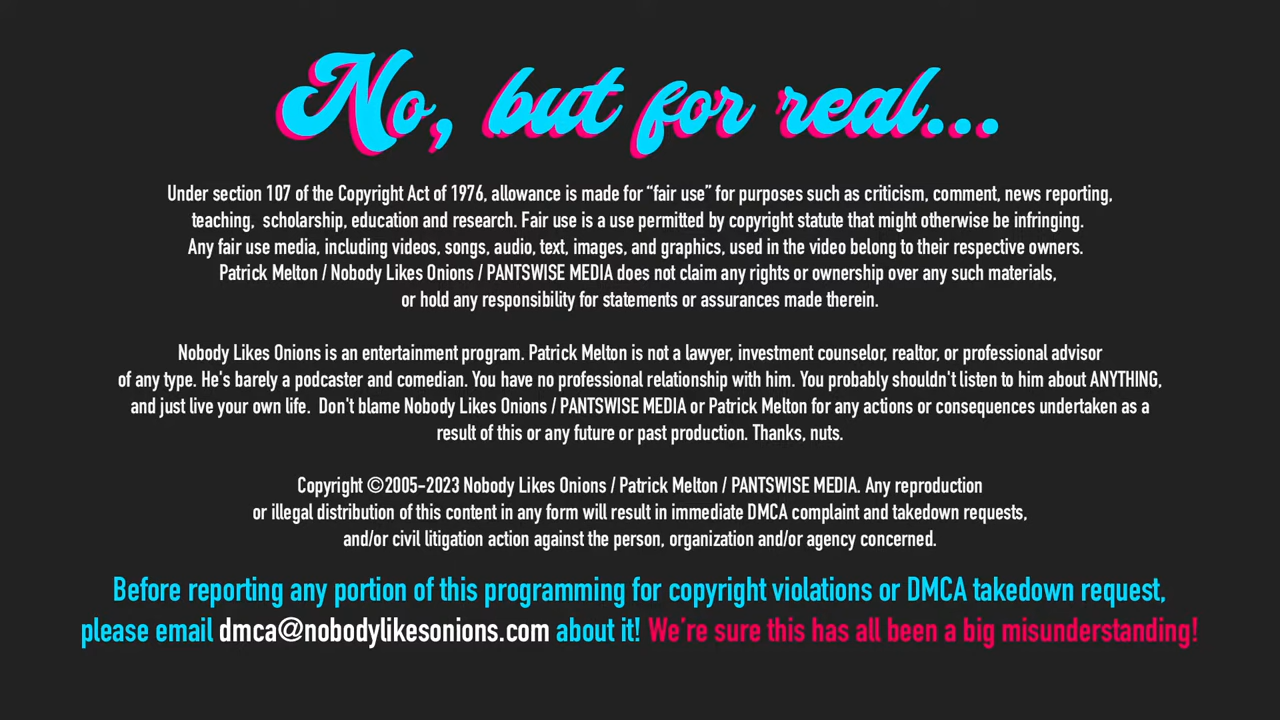 No, but for real...
Under section 107 of the Copyright Act of 1976, allowance is made for “fair use” for purposes such as criticism, comment, news reporting,
teaching,  scholarship, education and research. Fair use is a use permitted by copyright statute that might otherwise be infringing.
Any fair use media, including videos, songs, audio, text, images, and graphics, used in the video belong to their respective owners.
Patrick Melton / Nobody Likes Onions / PANTSWISE MEDIA does not claim any rights or ownership over any such materials,
or hold any responsibility for statements or assurances made therein.
Nobody Likes Onions is an entertainment program. Patrick Melton is not a lawyer, investment counselor, realtor, or professional advisor
of any type. He's barely a podcaster and comedian. You have no professional relationship with him. You probably shouldn't listen to him about ANYTHING,
and just live your own life.  Don't blame Nobody Likes Onions / PANTSWISE MEDIA or Patrick Melton for any actions or consequences undertaken as a
result of this or any future or past production. Thanks, nuts.
Copyright ©2005-2023 Nobody Likes Onions / Patrick Melton / PANTSWISE MEDIA. Any reproduction
or illegal distribution of this content in any form will result in immediate DMCA complaint and takedown requests,
and/or civil litigation action against the person, organization and/or agency concerned.
Before reporting any portion of this programming for copyright violations or DMCA takedown request,
please email dmca@nobodylikesonions.com about it! We're sure this has all been a big misunderstanding!